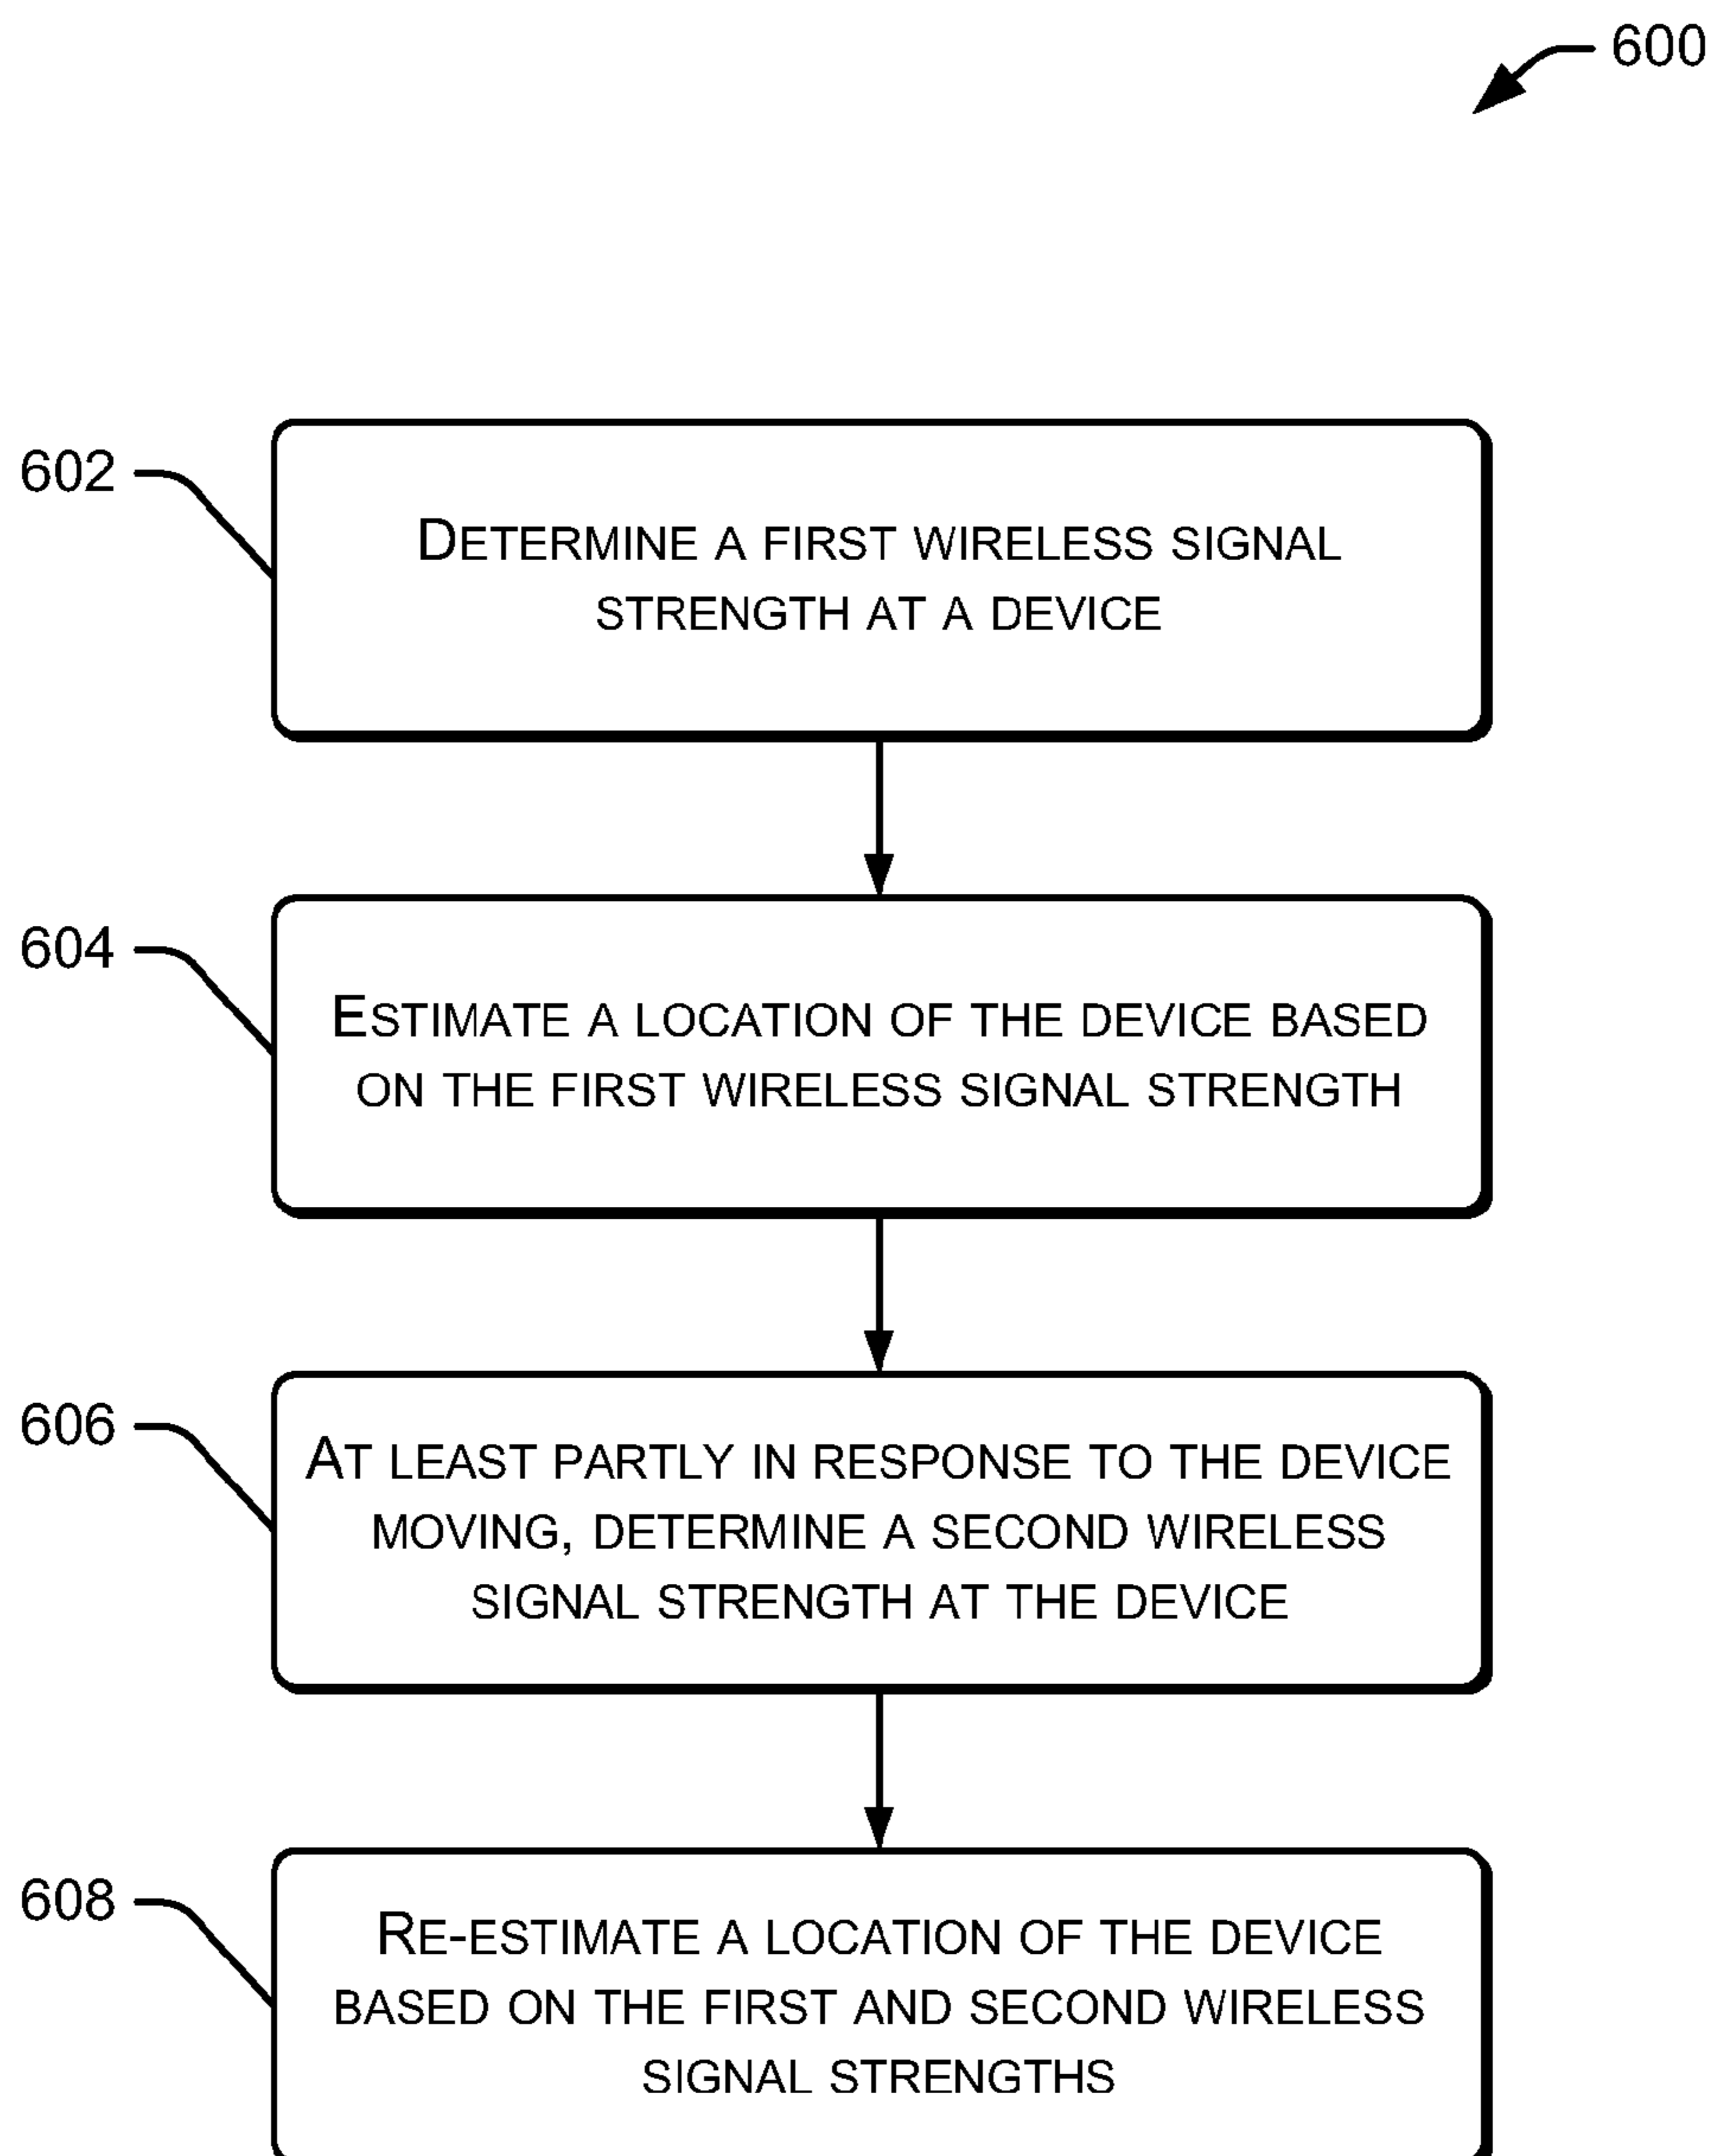 600
602
DETERMINE A FIRST WIRELESS SIGNAL
STRENGTH AT A DEVICE
604
ESTIMATE A LOCATION OF THE DEVICE BASED
ON THE FIRST WIRELESS SIGNAL STRENGTH
606
AT LEAST PARTLY IN RESPONSE TO THE DEVICE
MOVING, DETERMINE A SECOND WIRELESS
SIGNAL STRENGTH AT THE DEVICE
608
RE-ESTIMATE A LOCATION OF THE DEVICE
BASED ON THE FIRST AND SECOND WIRELESS
SIGNAL STRENGTHS